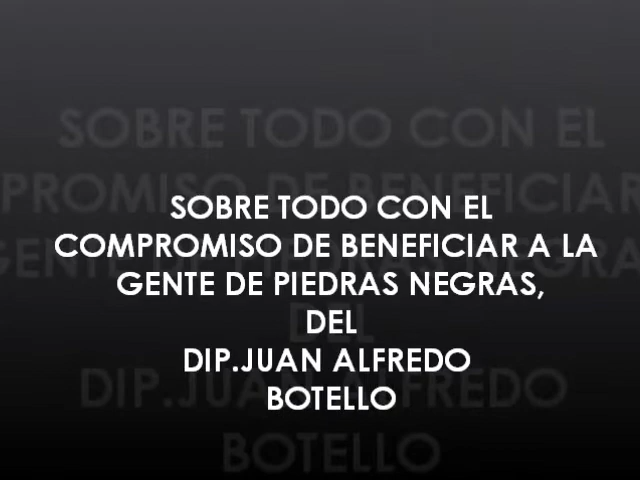 SOBRE TODO CON EL
COMPROMISO DE BENEFICIAR A LA
GENTE DE PIEDRAS NEGRAS,
DEL
DIP.JUAN ALFREDO
BOTELLO